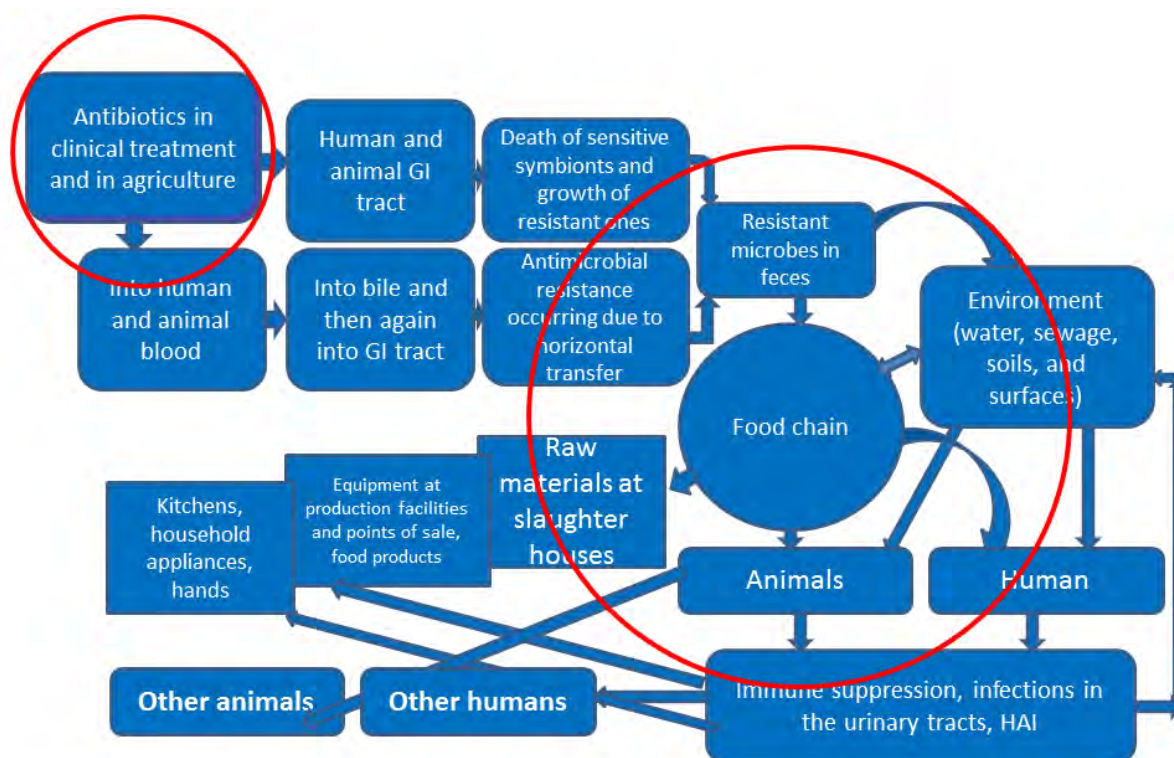 Antibiotics in
clinical treatment
and in agriculture
Human and
animal GI
tract
Death of sensitive
symbionts and
growth of
resistant ones
Resistant
microbes in
feces
Into human
and animal
blood
Into bile and
then again
into GI tract
Antimicrobial
resistance
occurring due to
horizontal
transfer
Environment
(water, sewage,
soils, and
surfaces)
Food chain
Raw
materials at
slaughter
houses
Equipment at
production facilities
and points of sale,
food products
Kitchens,
household
appliances,
hands
Animals
Human
Other animals
Other humans
Immune suppression, infections in
the urinary tracts, HAI